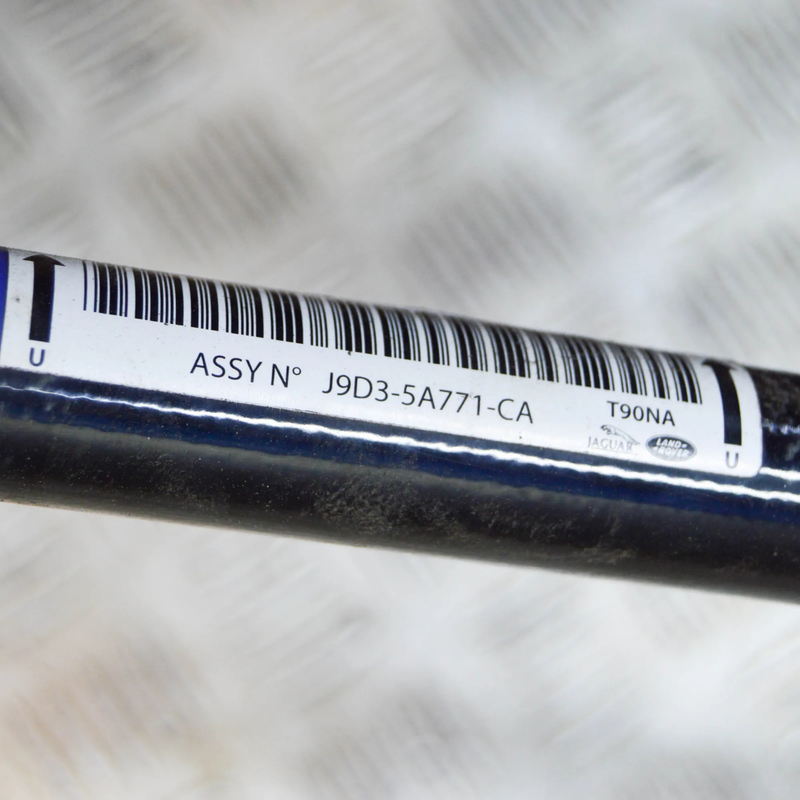 U
ASSY N° J9D3-5A771-CA
T90NA
JAGUAR
LAND
ROVER
U